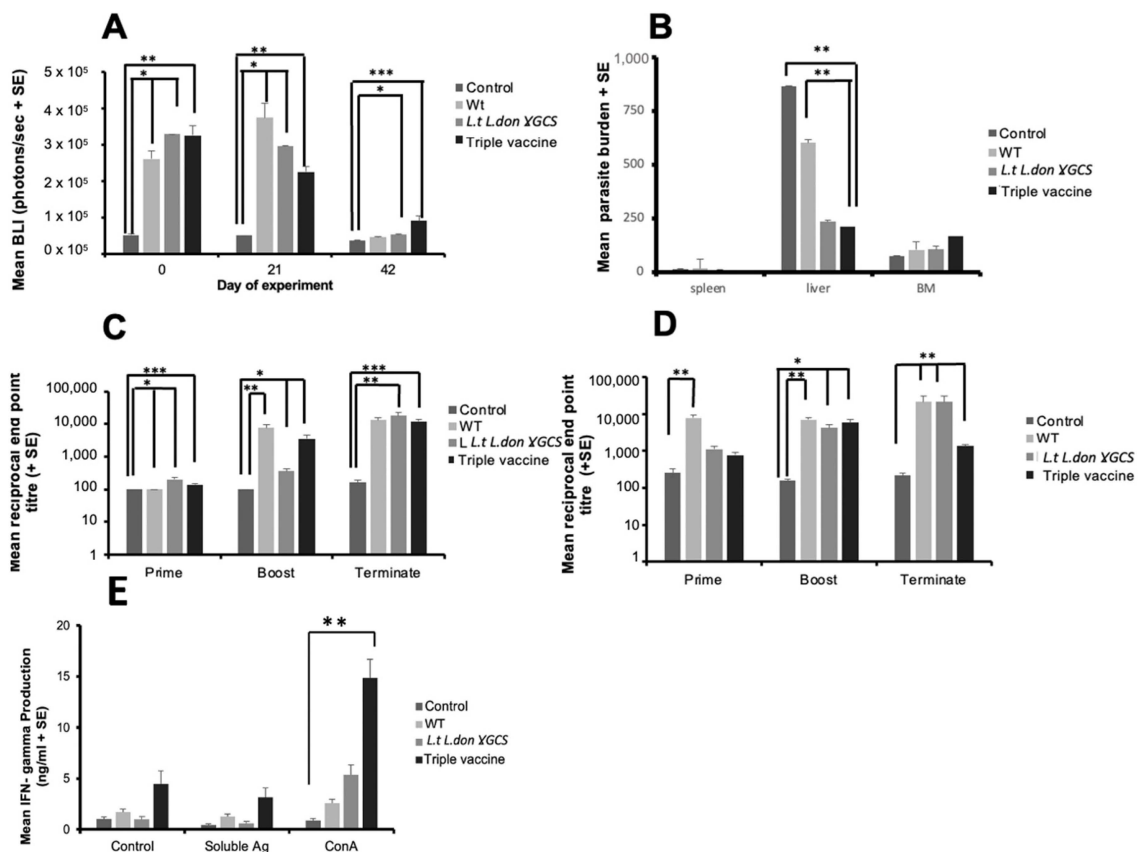 A
** * ** * *** *
Mean BLI (photons/sec + SE)
5 x 10⁵
4 x 10⁵
3 x 10⁵
2 x 10⁵
1 x 10⁵
0 x 10⁵
0 21 42
Day of experiment
Control
Wt
L.t L.don ɣGCS
Triple vaccine
B
**
**
Mean parasite burden + SE
1,000
750
500
250
0
spleen liver BM
Control
WT
L.t L.don ɣGCS
Triple vaccine
C
*** * * ** *** **
Mean reciprocal end point
titre (+ SE)
100,000
10,000
1,000
100
10
1
Prime Boost Terminate
Control
WT
L L.t L.don ɣGCS
Triple vaccine
D
** * ** **
Mean reciprocal end point
titre (+SE)
100,000
10,000
1,000
100
10
1
Prime Boost Terminate
Control
WT
L.t L.don ɣGCS
Triple vaccine
E
**
Mean IFN- gamma Production
(ng/ml + SE)
20
15
10
5
0
Control Soluble Ag ConA
Control
WT
L.t L.don ɣGCS
Triple vaccine